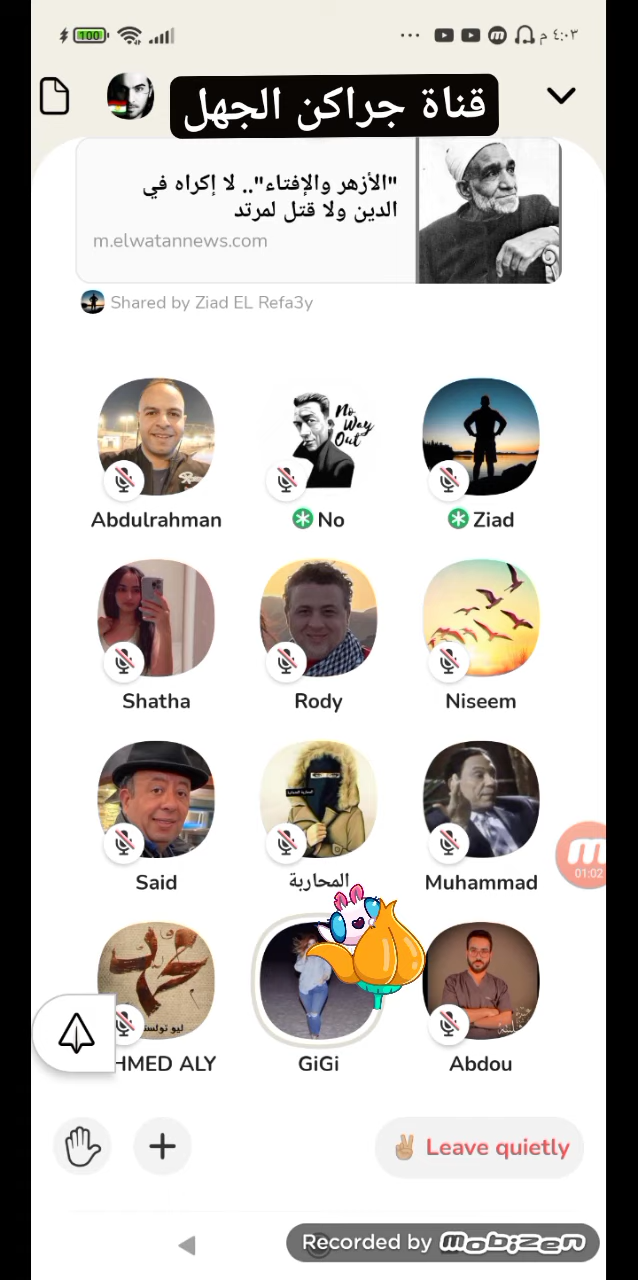 100
٤:٠٣ م
قناة جراكن الجهل
"الأزهر والإفتاء".. لا إكراه في
الدين ولا قتل لمرتد
m.elwatannews.com
Shared by Ziad EL Refa3y
No
Way
Out
Abdulrahman
No
Ziad
Shatha
Rody
Niseem
Said
المحاربة
Muhammad
01:02
ليو تولستوي
HMED ALY
GiGi
Abdou
Leave quietly
Recorded by mobizen